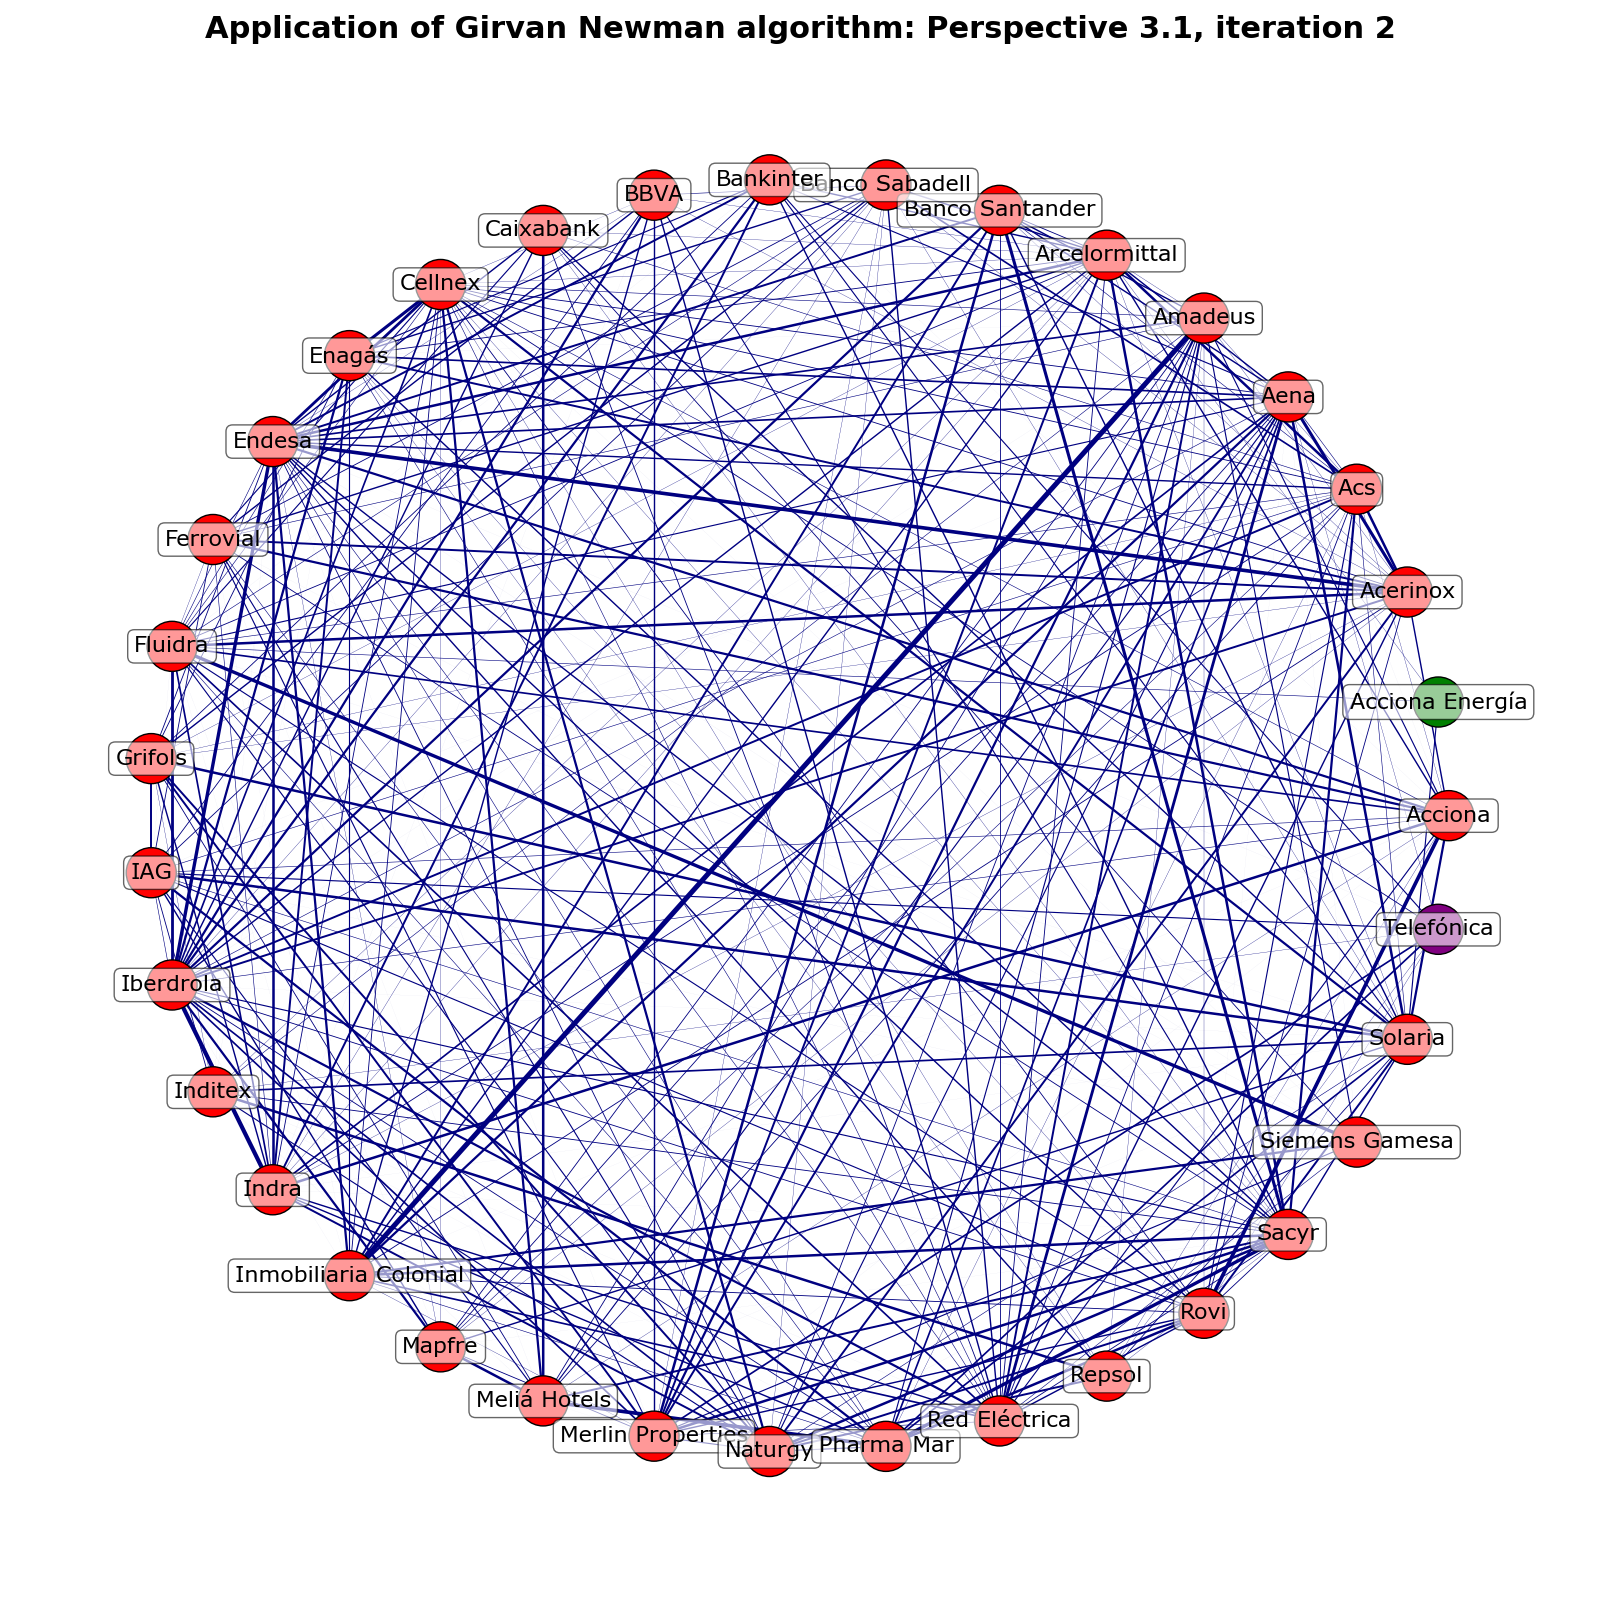 Application of Girvan Newman algorithm: Perspective 3.1, iteration 2
Bankinter
Banco Sabadell
BBVA
Banco Santander
Caixabank
Arcelormittal
Cellnex
Amadeus
Enagás
Aena
Endesa
Acs
Ferrovial
Acerinox
Fluidra
Acciona Energía
Grifols
Acciona
IAG
Telefónica
Iberdrola
Solaria
Inditex
Siemens Gamesa
Indra
Sacyr
Inmobiliaria Colonial
Rovi
Mapfre
Repsol
Meliá Hotels
Red Eléctrica
Merlin Properties
Naturgy
Pharma Mar